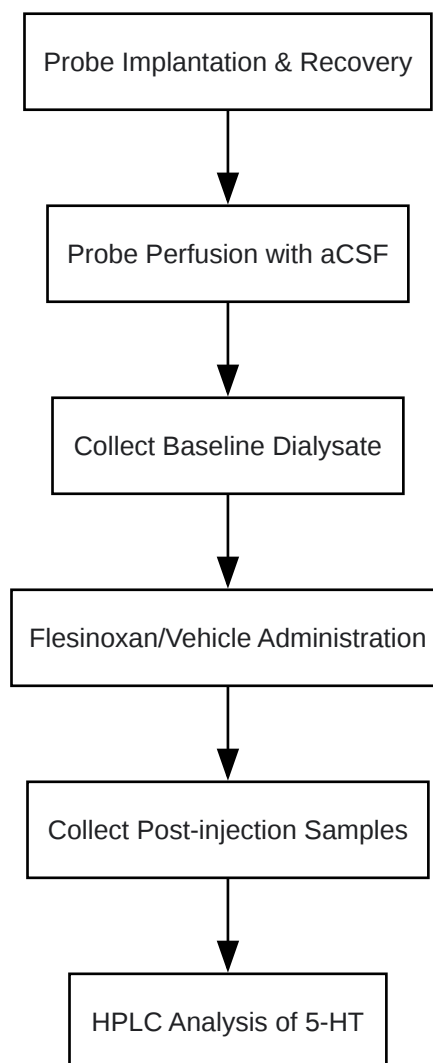 Probe Implantation & Recovery
Probe Perfusion with aCSF
Collect Baseline Dialysate
Flesinoxan/Vehicle Administration
Collect Post-injection Samples
HPLC Analysis of 5-HT